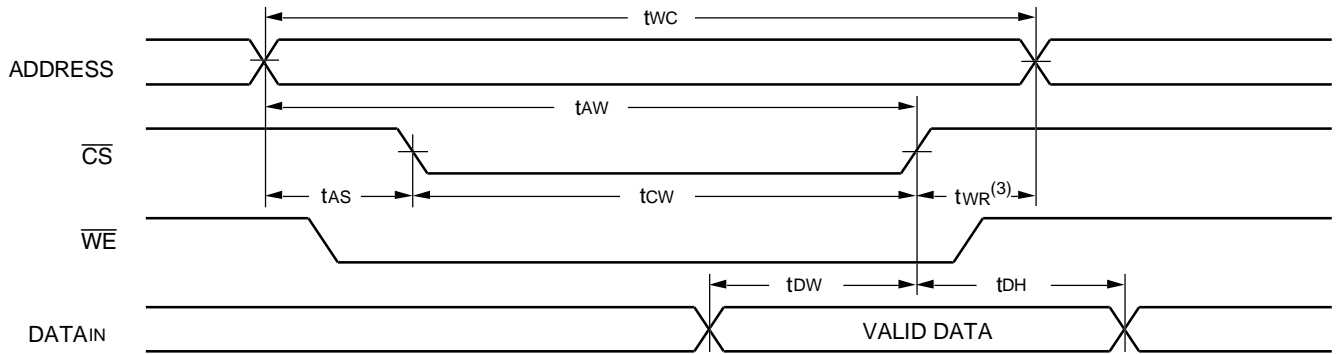 tWC
ADDRESS
tAW
CS
tAS
tCW
tWR(3)
WE
tDW
tDH
DATAIN
VALID DATA